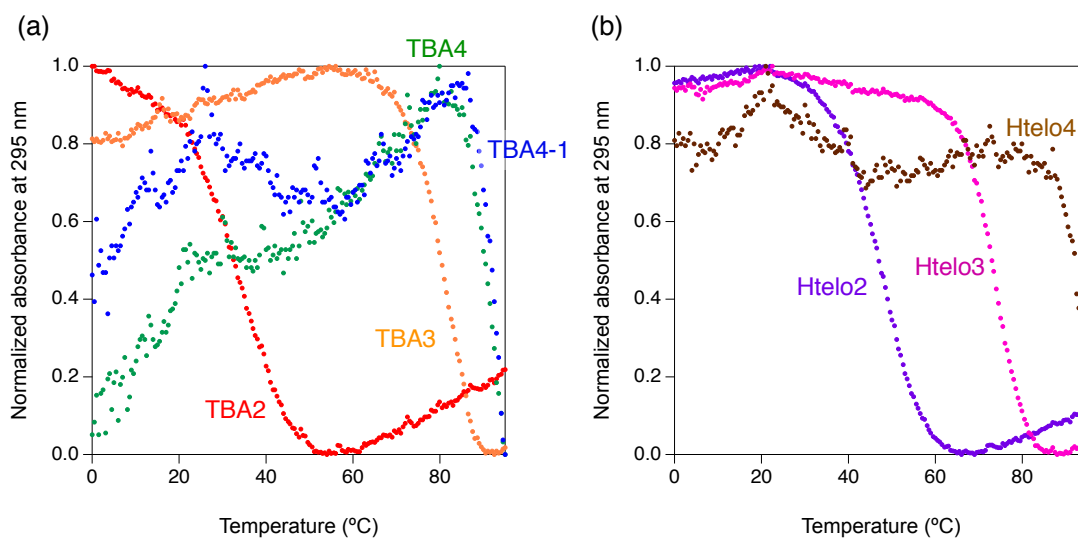 (a)
Normalized absorbance at 295 nm
1.0
0.8
0.6
0.4
0.2
0.0
TBA4
TBA4-1
TBA3
TBA2
0 20 40 60 80
Temperature (ºC)
(b)
Normalized absorbance at 295 nm
1.0
0.8
0.6
0.4
0.2
0.0
Htelo4
Htelo3
Htelo2
0 20 40 60 80
Temperature (ºC)